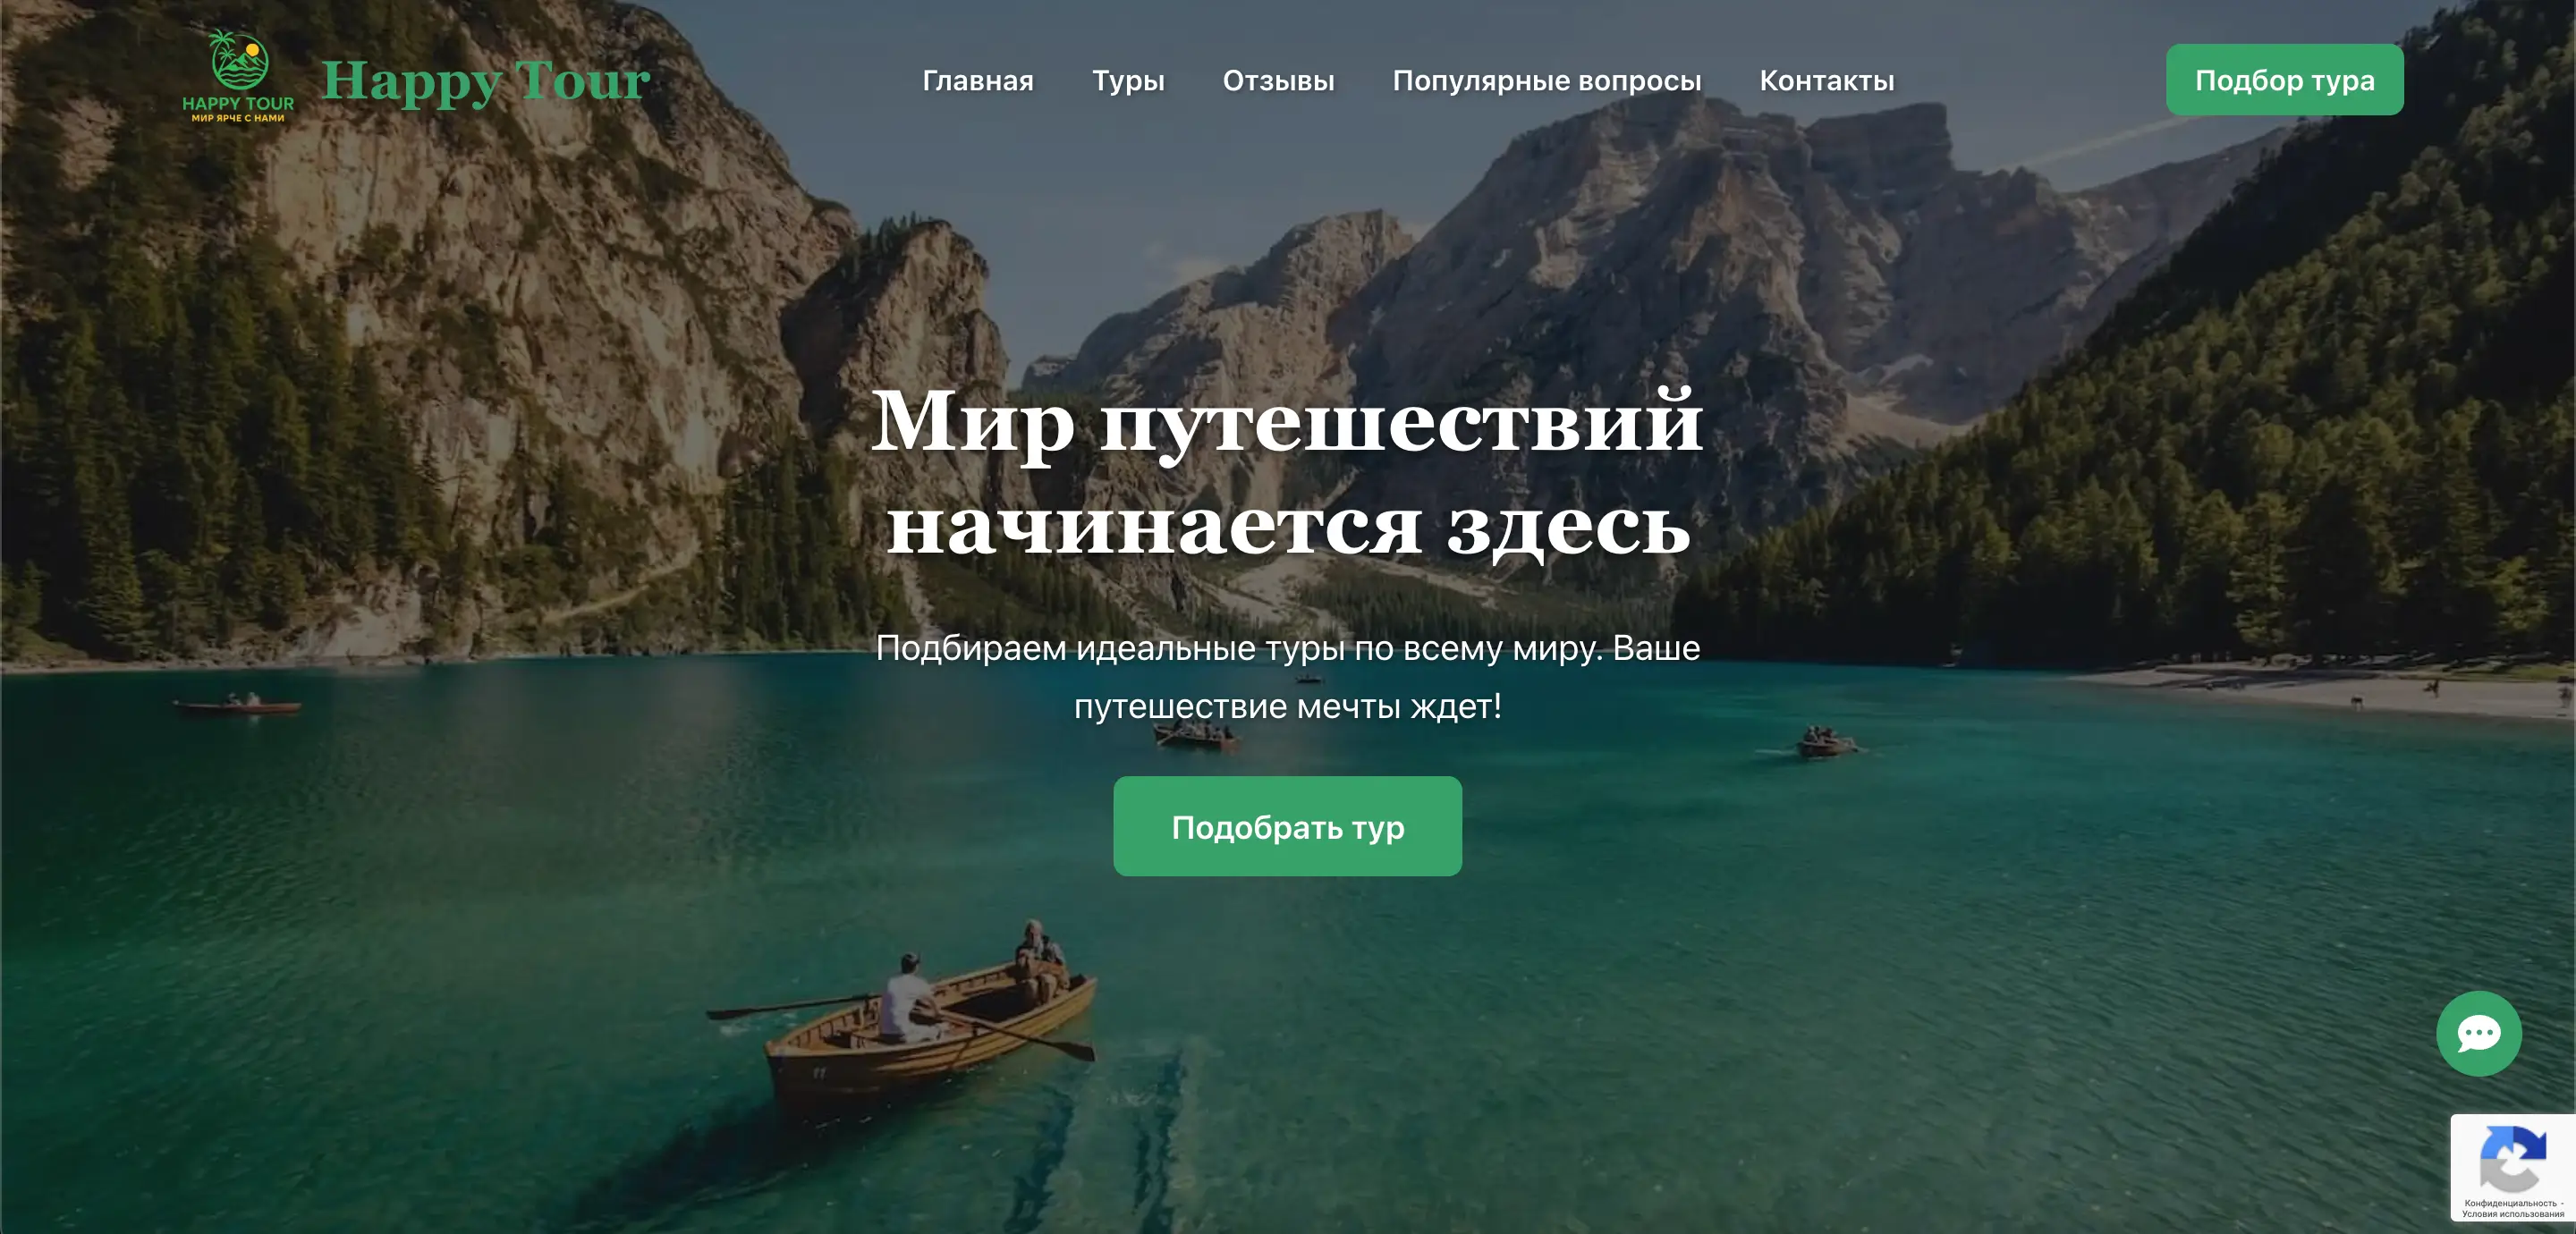 HAPPY TOUR
МИР ЯРЧЕ С НАМИ
Happy Tour
Главная
Туры
Отзывы
Популярные вопросы
Контакты
Подбор тура
Мир путешествий
начинается здесь
Подбираем идеальные туры по всему миру. Ваше
путешествие мечты ждет!
Подобрать тур
11
Конфиденциальность -
Условия использования